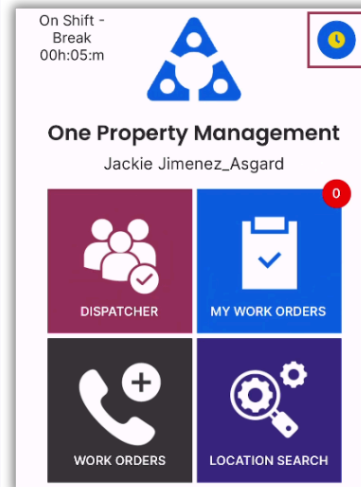 On Shift -
Break
00h:05:m
One Property Management
Jackie Jimenez_Asgard
0
DISPATCHER
MY WORK ORDERS
WORK ORDERS
LOCATION SEARCH